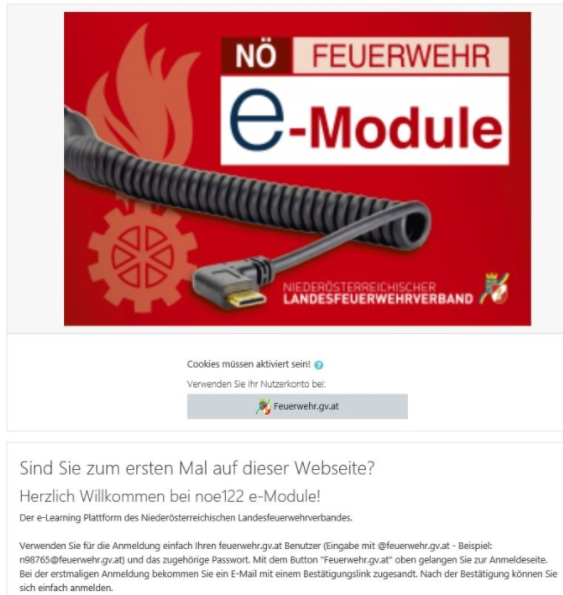 NÖ FEUERWEHR
e-Module
NIEDERÖSTERREICHISCHER
LANDESFEUERWEHRVERBAND
Cookies müssen aktiviert sein!
Verwenden Sie Ihr Nutzerkonto bei:
Feuerwehr.gv.at
Sind Sie zum ersten Mal auf dieser Webseite?
Herzlich Willkommen bei noe122 e-Module!
Der e-Learning Plattform des Niederösterreichischen Landesfeuerwehrverbandes.
Verwenden Sie für die Anmeldung einfach Ihren feuerwehr.gv.at Benutzer (Eingabe mit @feuerwehr.gv.at - Beispiel:
n98765@feuerwehr.gv.at) und das zugehörige Passwort. Mit dem Button "Feuerwehr.gv.at" oben gelangen Sie zur Anmeldeseite.
Bei der erstmaligen Anmeldung bekommen Sie ein E-Mail mit einem Bestätigungslink zugesandt. Nach der Bestätigung können Sie
sich einfach anmelden.